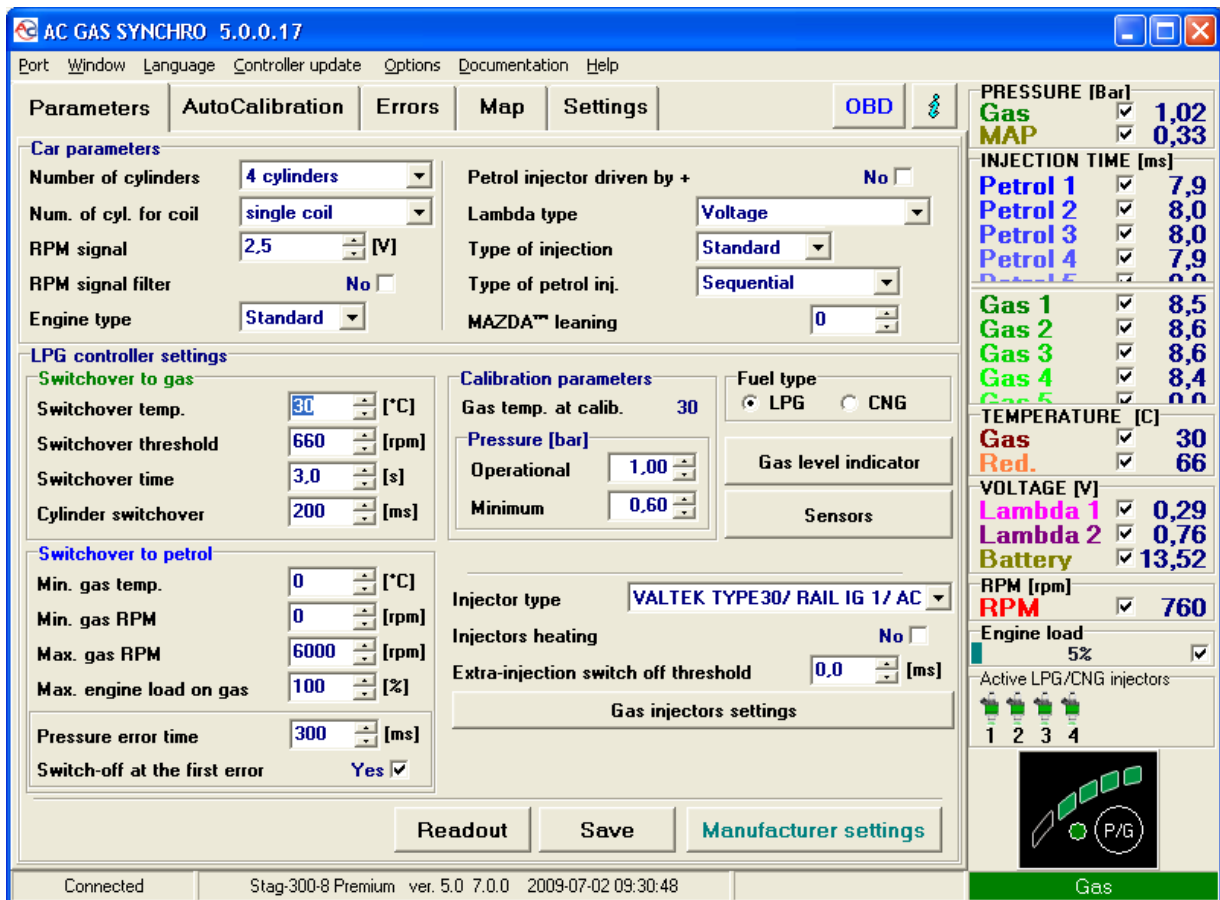 AC GAS SYNCHRO 5.0.0.17
Port Window Language Controller update Options Documentation Help
Parameters AutoCalibration Errors Map Settings OBD i
Car parameters
Number of cylinders 4 cylinders
Num. of cyl. for coil single coil
RPM signal 2,5 [V]
RPM signal filter No
Engine type Standard
Petrol injector driven by + No
Lambda type Voltage
Type of injection Standard
Type of petrol inj. Sequential
MAZDA™ leaning 0
LPG controller settings
Switchover to gas
Switchover temp. 30 [°C]
Switchover threshold 660 [rpm]
Switchover time 3,0 [s]
Cylinder switchover 200 [ms]
Switchover to petrol
Min. gas temp. 0 [°C]
Min. gas RPM 0 [rpm]
Max. gas RPM 6000 [rpm]
Max. engine load on gas 100 [%]
Pressure error time 300 [ms]
Switch-off at the first error Yes
Calibration parameters
Gas temp. at calib. 30
Pressure [bar]
Operational 1,00
Minimum 0,60
Fuel type
LPG CNG
Gas level indicator
Sensors
Injector type VALTEK TYPE30/ RAIL IG 1/ AC
Injectors heating No
Extra-injection switch off threshold 0,0 [ms]
Gas injectors settings
Readout Save Manufacturer settings
Connected Stag-300-8 Premium ver. 5.0 7.0.0 2009-07-02 09:30:48
PRESSURE [Bar]
Gas 1,02
MAP 0,33
INJECTION TIME [ms]
Petrol 1 7,9
Petrol 2 8,0
Petrol 3 8,0
Petrol 4 7,9
Petrol 5 0,0
Gas 1 8,5
Gas 2 8,6
Gas 3 8,6
Gas 4 8,4
Gas 5 0,0
TEMPERATURE [C]
Gas 30
Red. 66
VOLTAGE [V]
Lambda 1 0,29
Lambda 2 0,76
Battery 13,52
RPM [rpm]
RPM 760
Engine load
5%
Active LPG/CNG injectors
1 2 3 4
P/G
Gas